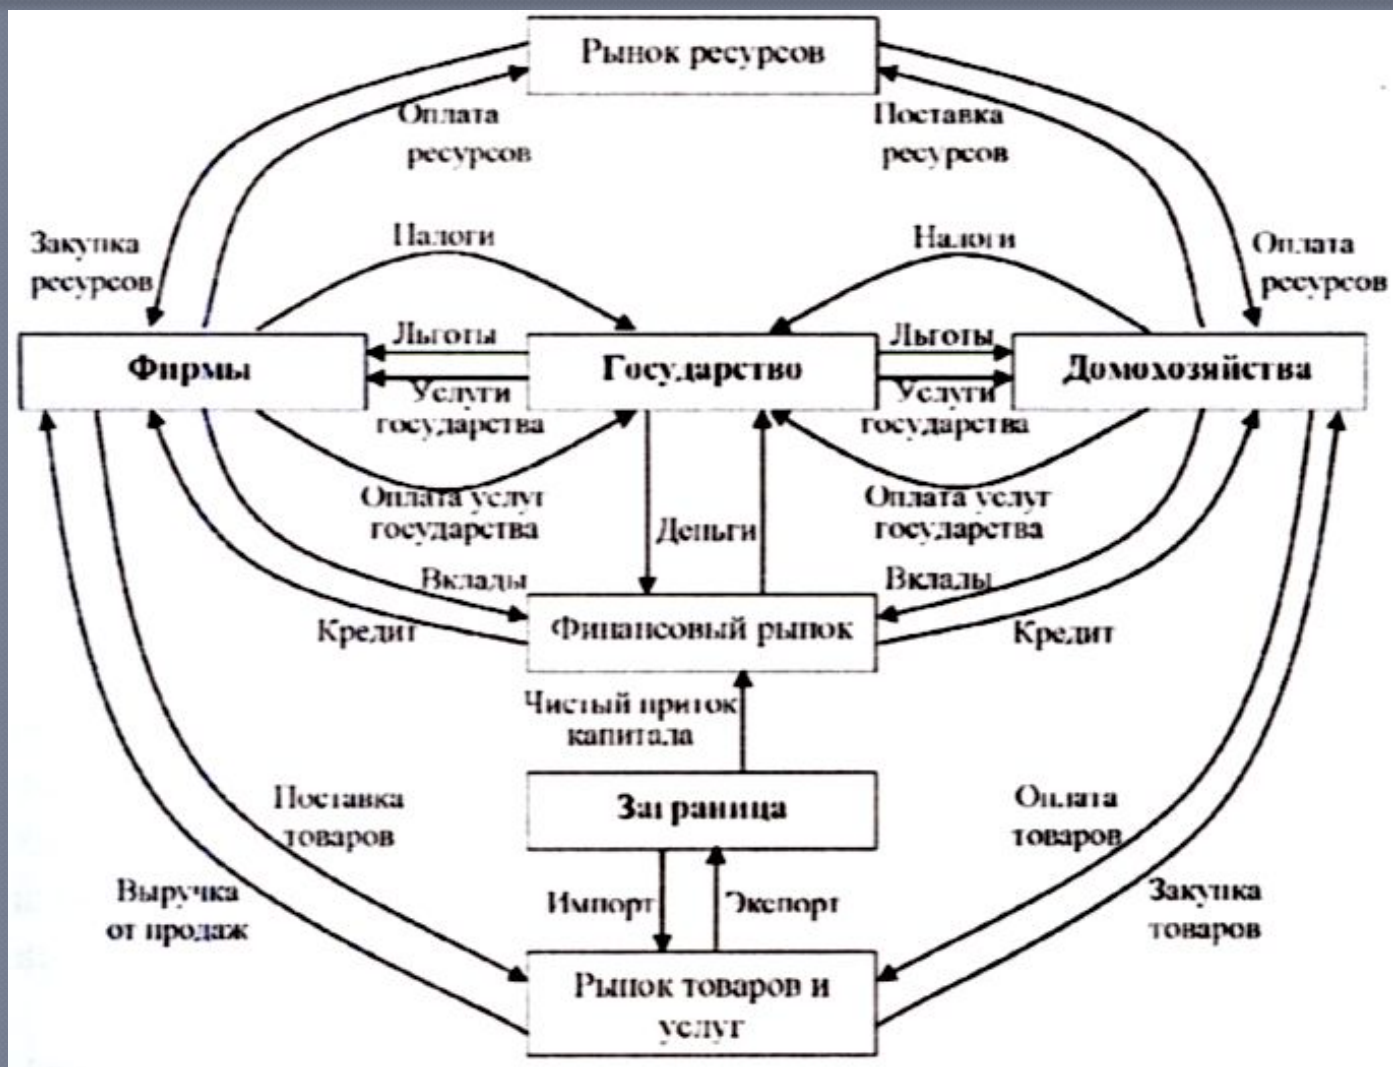 Рынок ресурсов
Оплата
ресурсов
Поставка
ресурсов
Закупка
ресурсов
Налоги
Налоги
Оплата
ресурсов
Фирмы
Льготы
Услуги
государства
Государство
Льготы
Услуги
государства
Домохозяйства
Оплата услуг
государства
Деньги
Оплата услуг
государства
Вклады
Кредит
Финансовый рынок
Вклады
Кредит
Чистый приток
капитала
Заграница
Поставка
товаров
Оплата
товаров
Выручка
от продаж
Импорт
Экспорт
Закупка
товаров
Рынок товаров и
услуг